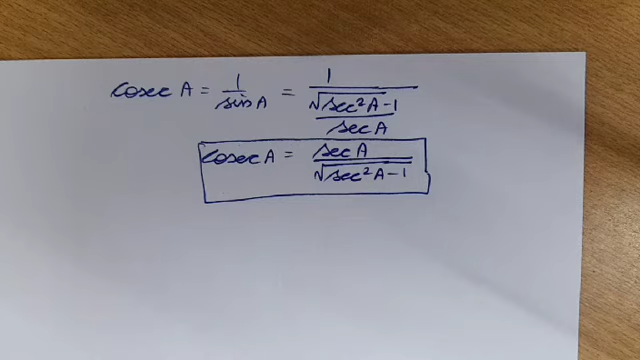 cosec A = 1/sin A = 1/(√(sec²A-1)/sec A)
cosec A = sec A/√(sec²A-1)